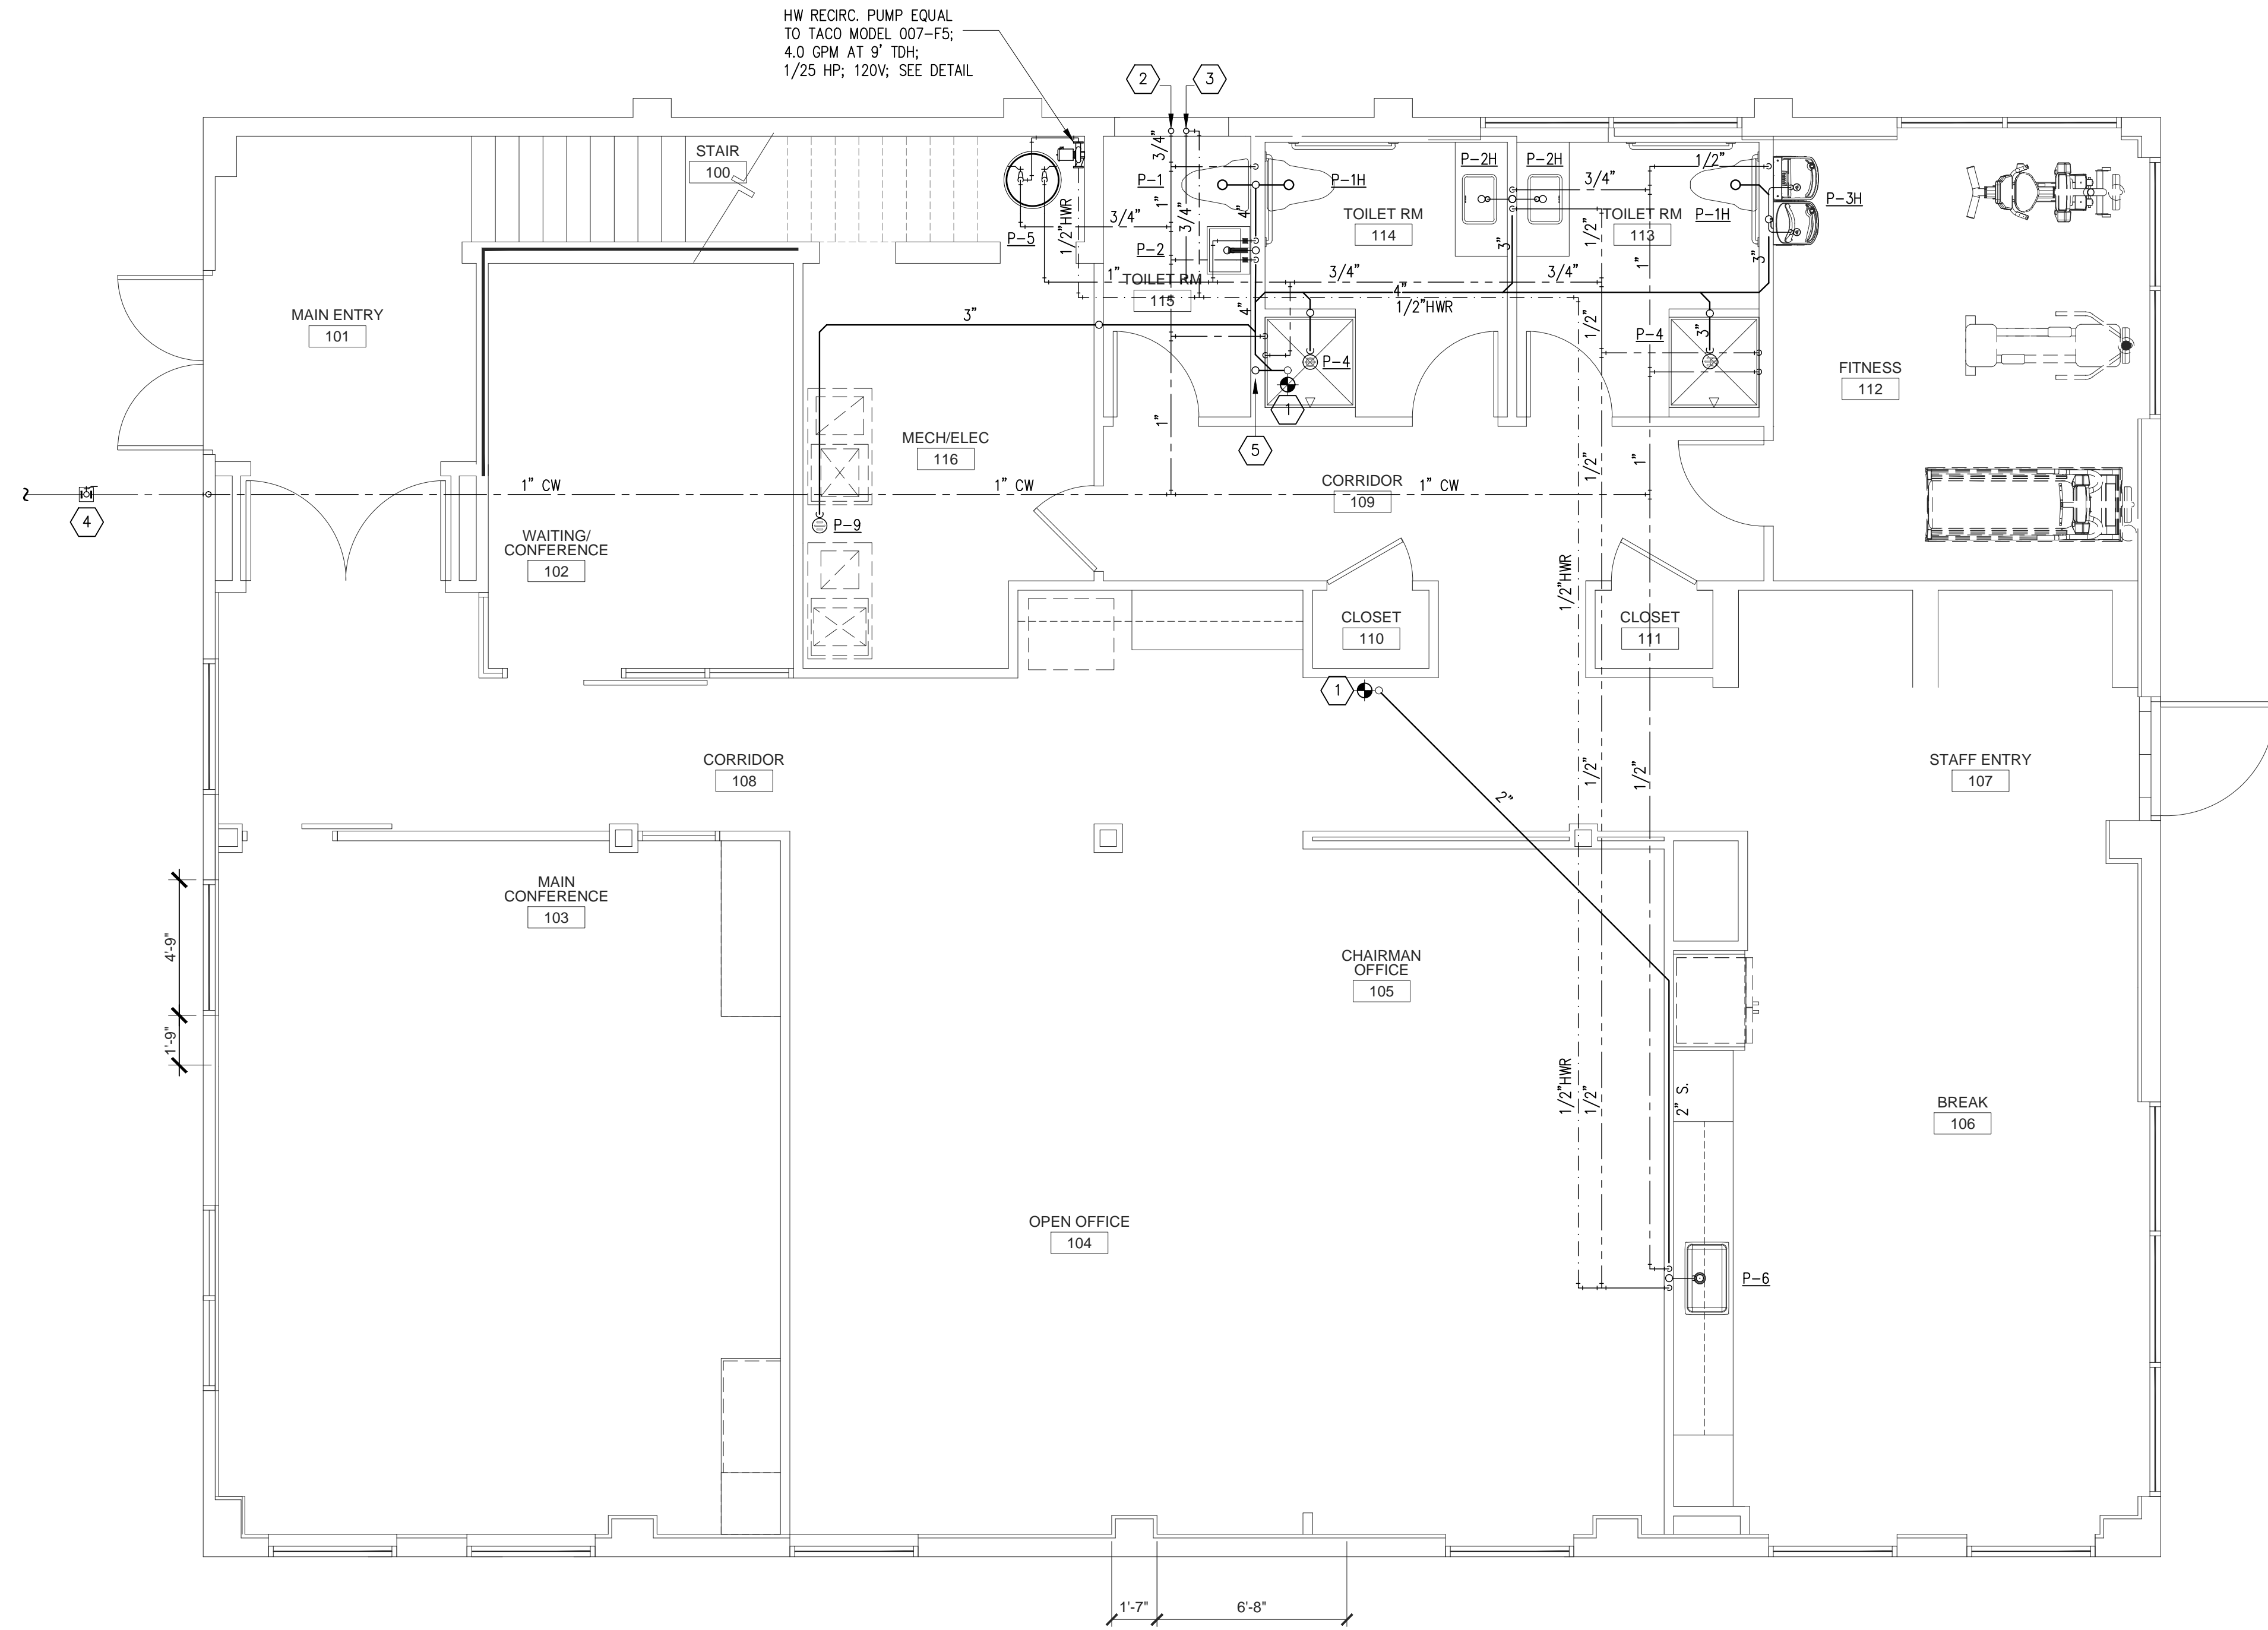 HW RECIRC. PUMP EQUAL
TO TACO MODEL 007-F5;
4.0 GPM AT 9' TDH;
1/25 HP; 120V; SEE DETAIL
2
3
STAIR
100
3/4"
P-1
P-1H
P-2H
P-2H
1/2"
3/4"
P-3H
1"
TOILET RM
114
TOILET RM
113
P-1H
3/4"
P-5
1/2"HWR
3/4"
4"
P-2
3"
1/2"
1"
3"
1"
TOILET RM
115
3/4"
3/4"
4"
1/2"HWR
4"
MAIN ENTRY
101
3"
1/2"
P-4
3"
P-4
FITNESS
112
1
1"
MECH/ELEC
116
5
1/2"
1"
1" CW
1" CW
CORRIDOR
109
1" CW
4
P-9
WAITING/
CONFERENCE
102
1/2"HWR
CLOSET
110
CLOSET
111
1
CORRIDOR
108
1/2"
1/2"
STAFF ENTRY
107
2"
MAIN
CONFERENCE
103
4'-9"
CHAIRMAN
OFFICE
105
1'-9"
1/2"HWR
1/2"
2" S.
BREAK
106
OPEN OFFICE
104
P-6
1'-7"
6'-8"